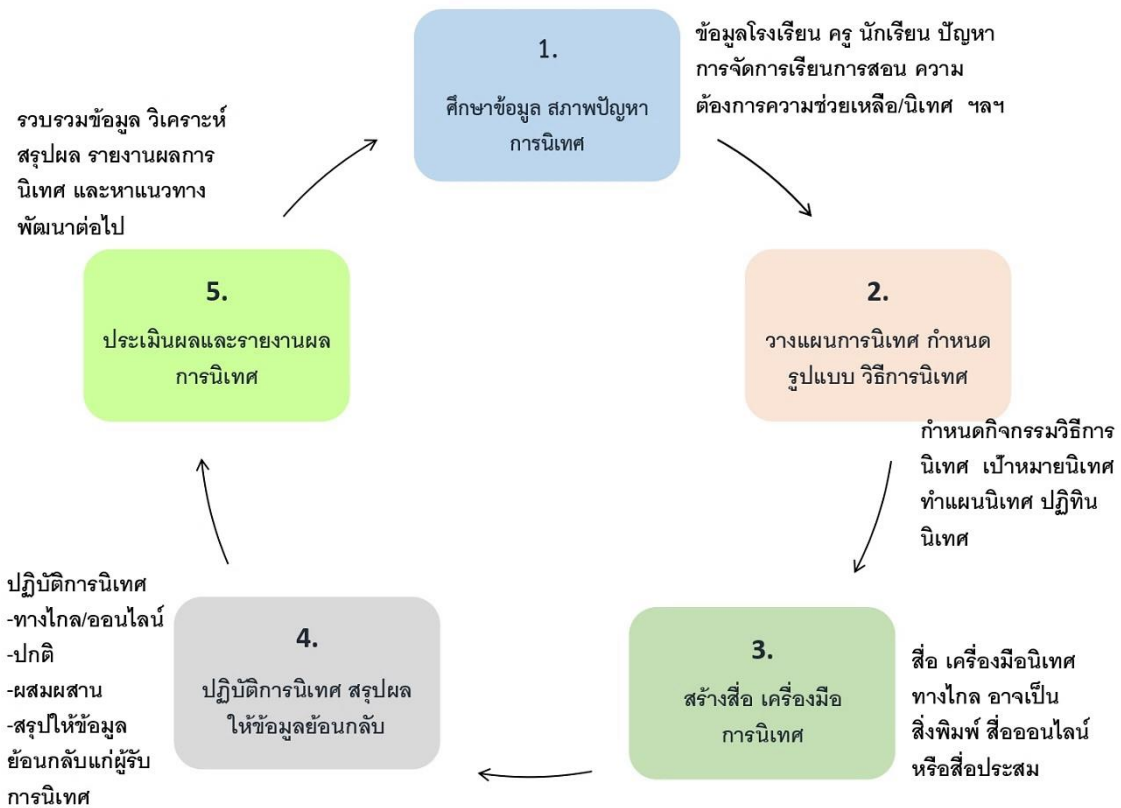 1.
ศึกษาข้อมูล สภาพปัญหา
การนิเทศ
ข้อมูลโรงเรียน ครู นักเรียน ปัญหา
การจัดการเรียนการสอน ความ
ต้องการความช่วยเหลือ/นิเทศ ฯลฯ
2.
วางแผนการนิเทศ กำหนด
รูปแบบ วิธีการนิเทศ
กำหนดกิจกรรมวิธีการ
นิเทศ เป้าหมายนิเทศ
ทำแผนนิเทศ ปฏิทิน
นิเทศ
3.
สร้างสื่อ เครื่องมือ
การนิเทศ
สื่อ เครื่องมือนิเทศ
ทางไกล อาจเป็น
สิ่งพิมพ์ สื่อออนไลน์
หรือสื่อประสม
4.
ปฏิบัติการนิเทศ สรุปผล
ให้ข้อมูลย้อนกลับ
ปฏิบัติการนิเทศ
-ทางไกล/ออนไลน์
-ปกติ
-ผสมผสาน
-สรุปให้ข้อมูล
ย้อนกลับแก่ผู้รับ
การนิเทศ
5.
ประเมินผลและรายงานผล
การนิเทศ
รวบรวมข้อมูล วิเคราะห์
สรุปผล รายงานผลการ
นิเทศ และหาแนวทาง
พัฒนาต่อไป